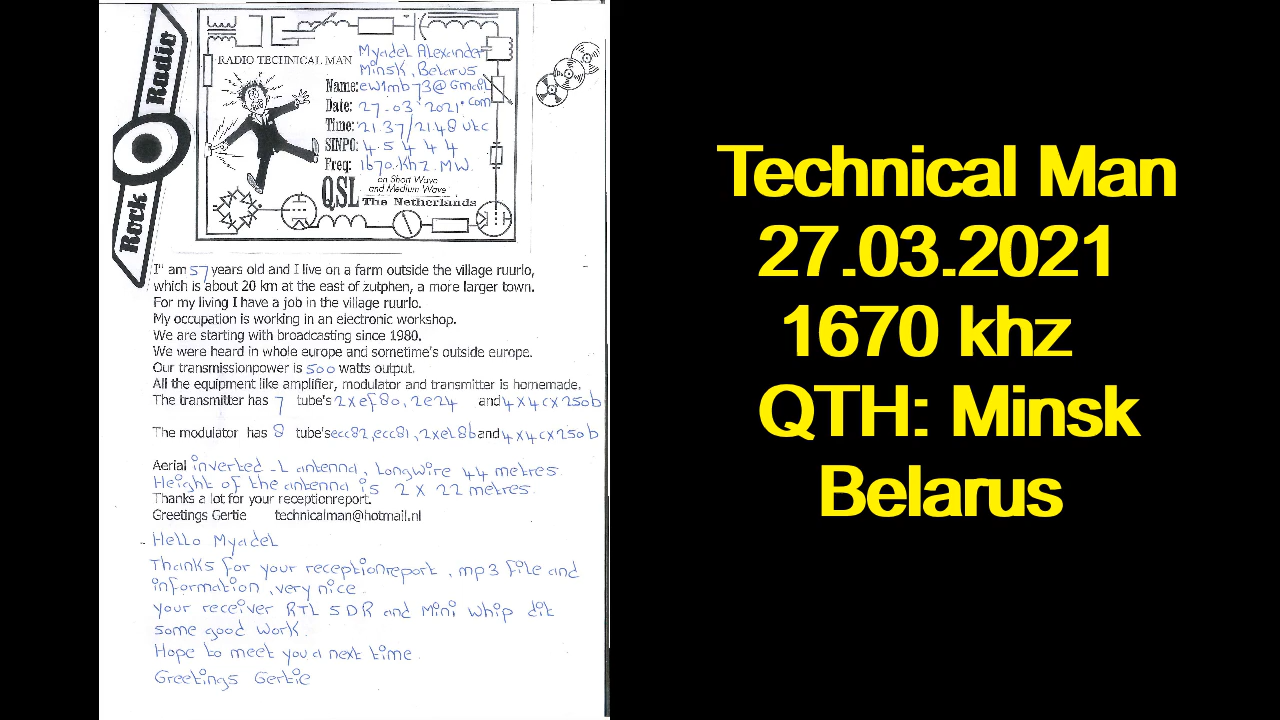 Rock Radio
RADIO TECHNICAL MAN
Myadel Alexander
Minsk, Belarus
Name: ew1mb73@Gmail.com
Date: 27-03-2021
Time: 21.37/21.48 utc
SINPO: 4.5 4 4 4
Freq: 1670.Khz.MW.
on Short Wave
and Medium Wave
QSL The Netherlands
I'' am 57 years old and I live on a farm outside the village ruurlo,
which is about 20 km at the east of zutphen, a more larger town.
For my living I have a job in the village ruurlo.
My occupation is working in an electronic workshop.
We are starting with broadcasting since 1980.
We were heard in whole europe and sometime's outside europe.
Our transmissionpower is 500 watts output.
All the equipment like amplifier, modulator and transmitter is homemade.
The transmitter has 7 tube's 2xef80, 2e24 and 4x4cx250b
The modulator has 8 tube's ecc82, ecc81, 2xel8b and 4x4cx250b
Aerial inverted-L antenna, Longwire 44 metres.
Height of the antenna is 2 x 22 metres.
Thanks a lot for your receptionreport.
Greetings Gertie technicalman@hotmail.nl
Hello Myadel
Thanks for your receptionreport, mp3 file and
information, very nice.
your receiver RTL SDR and Mini Whip dit
some good work.
Hope to meet you a next time.
Greetings Gertie
Technical Man
27.03.2021
1670 khz
QTH: Minsk
Belarus